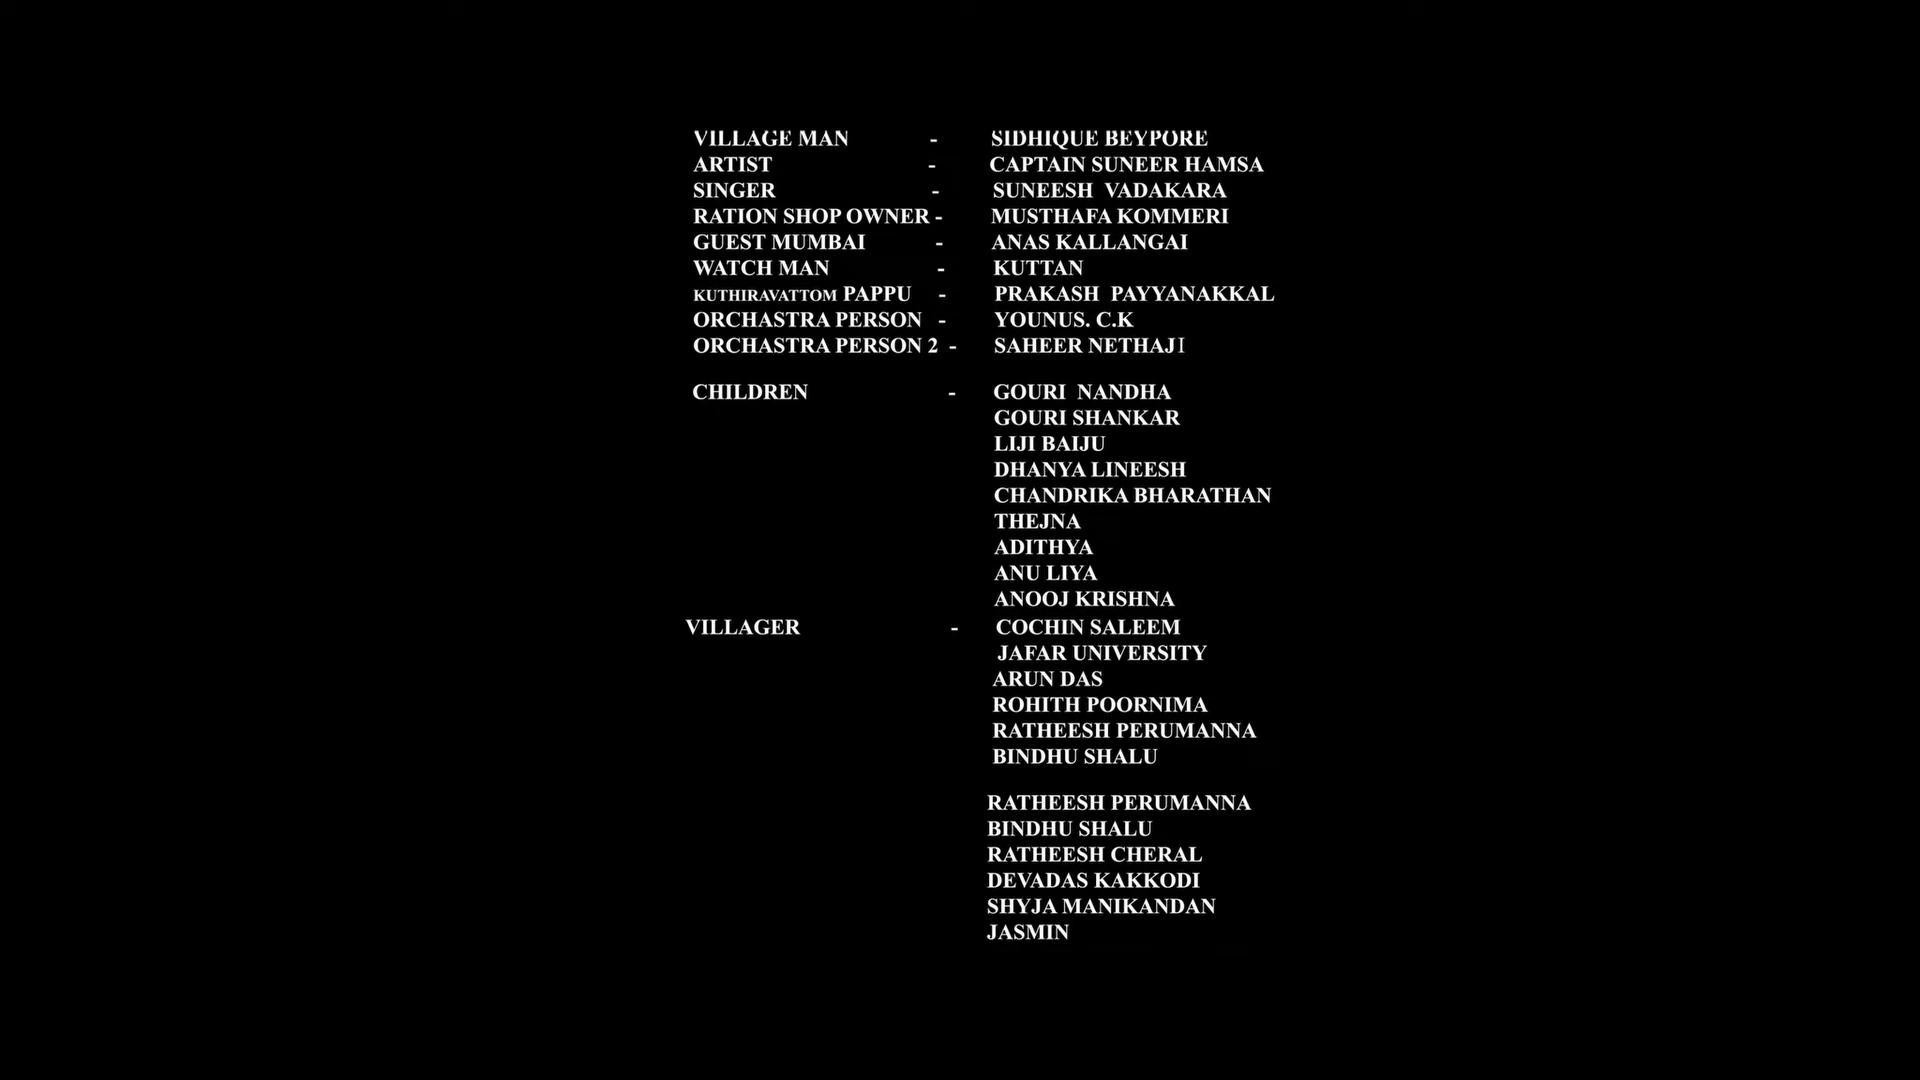 VILLAGE MAN - SIDHIQUE BEYPORE
ARTIST - CAPTAIN SUNEER HAMSA
SINGER - SUNEESH VADAKARA
RATION SHOP OWNER - MUSTHAFA KOMMERI
GUEST MUMBAI - ANAS KALLANGAI
WATCH MAN - KUTTAN
KUTHIRAVATTOM PAPPU - PRAKASH PAYYANAKKAL
ORCHASTRA PERSON - YOUNUS. C.K
ORCHASTRA PERSON 2 - SAHEER NETHAJI
CHILDREN - GOURI NANDHA
GOURI SHANKAR
LIJI BAIJU
DHANYA LINEESH
CHANDRIKA BHARATHAN
THEJNA
ADITHYA
ANU LIYA
ANOOJ KRISHNA
VILLAGER - COCHIN SALEEM
JAFAR UNIVERSITY
ARUN DAS
ROHITH POORNIMA
RATHEESH PERUMANNA
BINDHU SHALU
RATHEESH PERUMANNA
BINDHU SHALU
RATHEESH CHERAL
DEVADAS KAKKODI
SHYJA MANIKANDAN
JASMIN